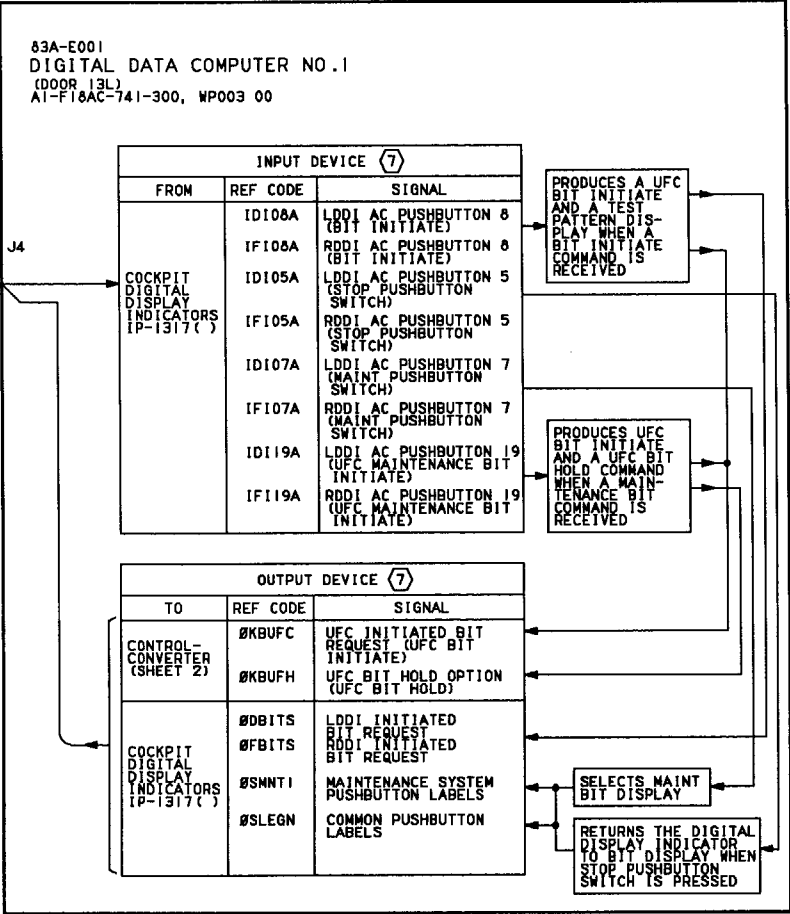 83A-E001
DIGITAL DATA COMPUTER NO.1
(DOOR 13L)
A1-F18AC-741-300, WP003 00
J4
INPUT DEVICE 7
FROM REF CODE SIGNAL
COCKPIT
DIGITAL
DISPLAY
INDICATORS
IP-1317( )
IDI08A LDDI AC PUSHBUTTON 8
(BIT INITIATE)
IFI08A RDDI AC PUSHBUTTON 8
(BIT INITIATE)
IDI05A LDDI AC PUSHBUTTON 5
(STOP PUSHBUTTON
SWITCH)
IFI05A RDDI AC PUSHBUTTON 5
(STOP PUSHBUTTON
SWITCH)
IDI07A LDDI AC PUSHBUTTON 7
(MAINT PUSHBUTTON
SWITCH)
IFI07A RDDI AC PUSHBUTTON 7
(MAINT PUSHBUTTON
SWITCH)
IDI19A LDDI AC PUSHBUTTON 19
(UFC MAINTENANCE BIT
INITIATE)
IFI19A RDDI AC PUSHBUTTON 19
(UFC MAINTENANCE BIT
INITIATE)
PRODUCES A UFC
BIT INITIATE
AND A TEST
PATTERN DIS-
PLAY WHEN A
BIT INITIATE
COMMAND IS
RECEIVED
PRODUCES UFC
BIT INITIATE
AND A UFC BIT
HOLD COMMAND
WHEN A MAIN-
TENANCE BIT
COMMAND IS
RECEIVED
OUTPUT DEVICE 7
TO REF CODE SIGNAL
CONTROL-
CONVERTER
(SHEET 2)
ØKBUFC UFC INITIATED BIT
REQUEST (UFC BIT
INITIATE)
ØKBUFH UFC BIT HOLD OPTION
(UFC BIT HOLD)
COCKPIT
DIGITAL
DISPLAY
INDICATORS
IP-1317( )
ØDBITS LDDI INITIATED
BIT REQUEST
ØFBITS RDDI INITIATED
BIT REQUEST
ØSMNTI MAINTENANCE SYSTEM
PUSHBUTTON LABELS
ØSLEGN COMMON PUSHBUTTON
LABELS
SELECTS MAINT
BIT DISPLAY
RETURNS THE DIGITAL
DISPLAY INDICATOR
TO BIT DISPLAY WHEN
STOP PUSHBUTTON
SWITCH IS PRESSED